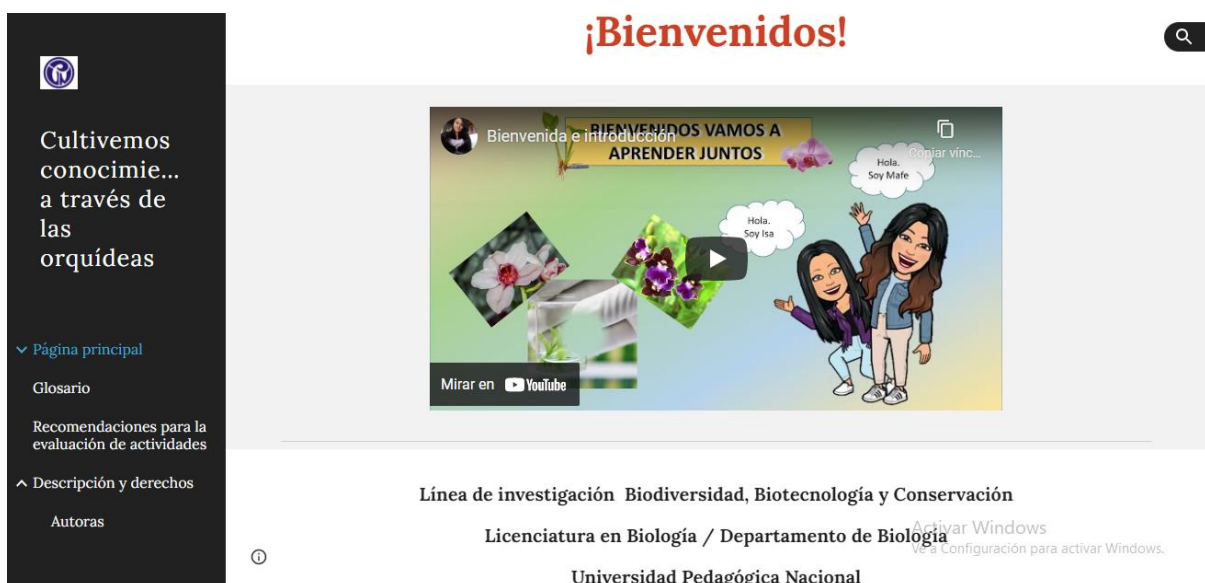 ¡Bienvenidos!
Cultivemos
conocimie...
a través de
las
orquídeas
Página principal
Glosario
Recomendaciones para la
evaluación de actividades
Descripción y derechos
Autoras
Bienvenida e introducción
BIENVENIDOS VAMOS A
APRENDER JUNTOS
Copiar vínc...
Hola.
Soy Mafe
Hola.
Soy Isa
Mirar en YouTube
Línea de investigación Biodiversidad, Biotecnología y Conservación
Licenciatura en Biología / Departamento de Biología
Universidad Pedagógica Nacional
Activar Windows
Ve a Configuración para activar Windows.